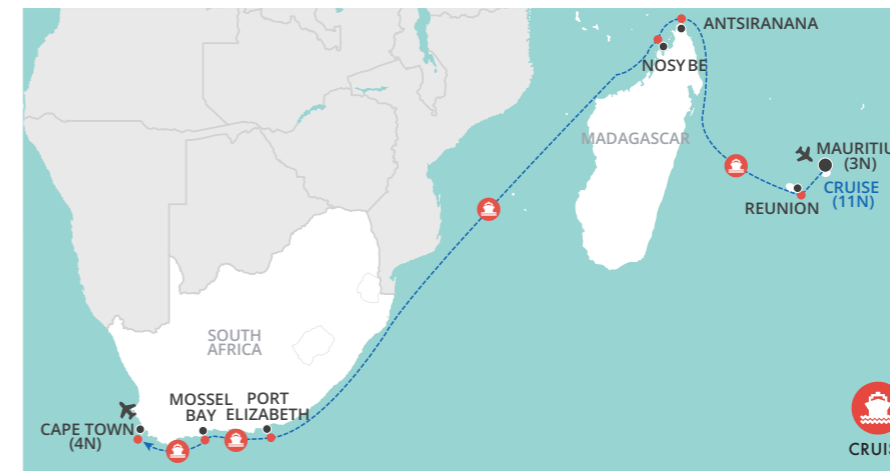 ANTSIRANANA
NOSY BE
MADAGASCAR
MAURITIU
(3N)
CRUISE
(11N)
REUNION
SOUTH
AFRICA
MOSSEL
BAY
PORT
ELIZABETH
CAPE TOWN
(4N)
CRUIS